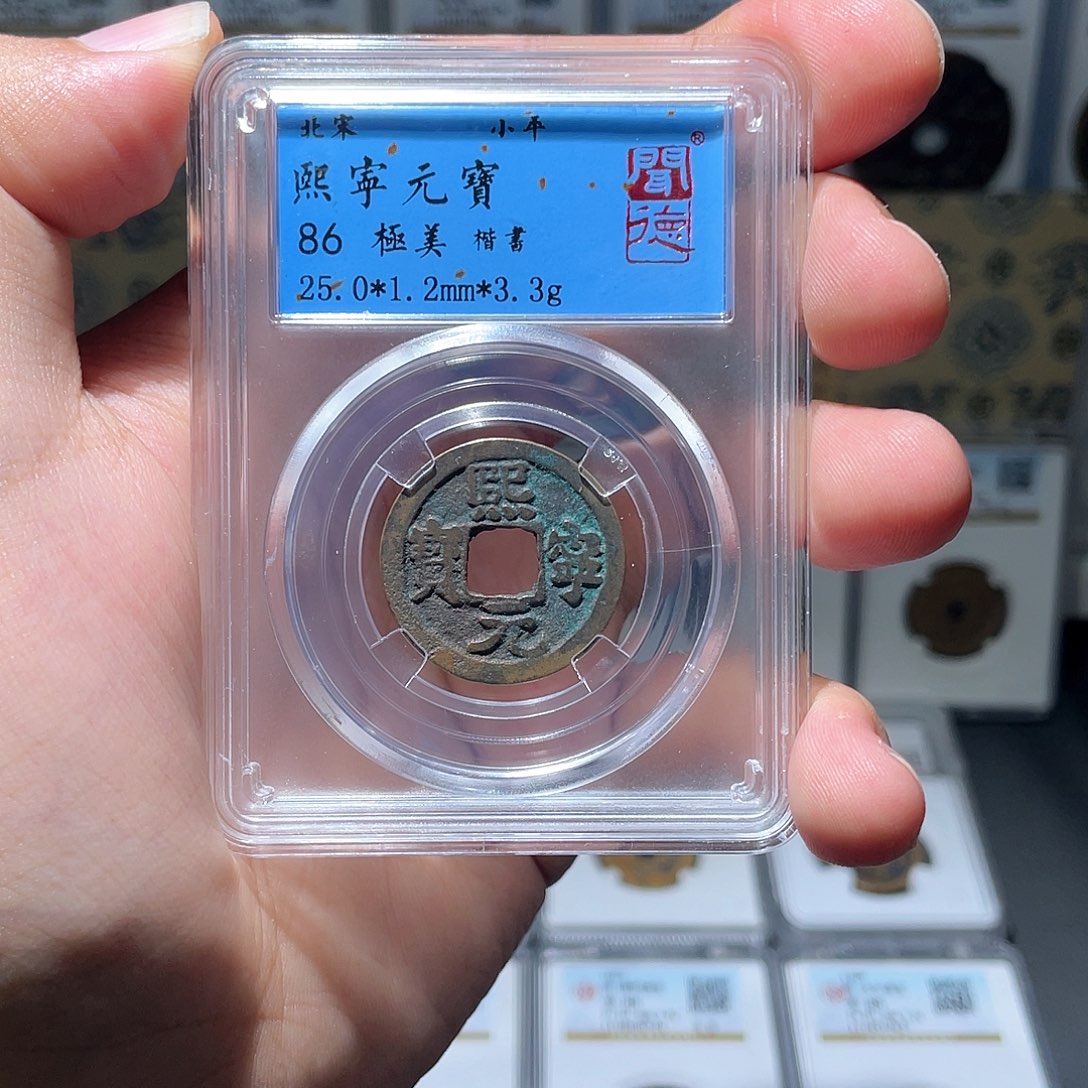 北宋 小平
熙寧元寶
86 極美 楷書
25.0*1.2mm*3.3g
聞德®
熙寧元寶